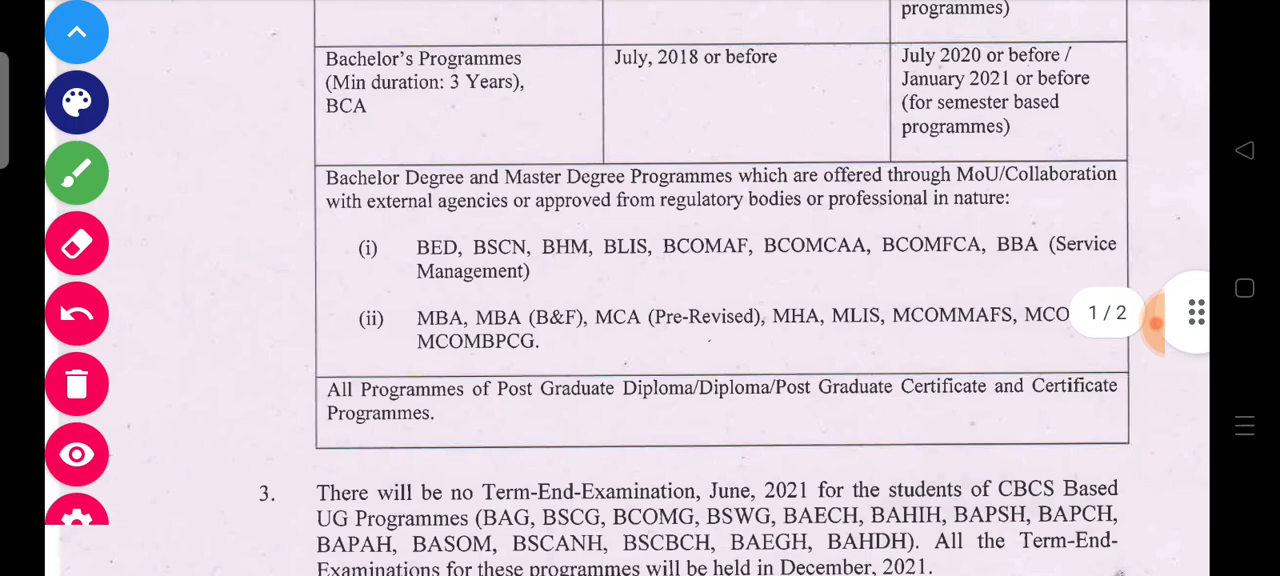 programmes)
Bachelor's Programmes
(Min duration: 3 Years),
BCA
July, 2018 or before
July 2020 or before /
January 2021 or before
(for semester based
programmes)
Bachelor Degree and Master Degree Programmes which are offered through MoU/Collaboration
with external agencies or approved from regulatory bodies or professional in nature:
(i) BED, BSCN, BHM, BLIS, BCOMAF, BCOMCAA, BCOMFCA, BBA (Service
Management)
(ii) MBA, MBA (B&F), MCA (Pre-Revised), MHA, MLIS, MCOMMAFS,
MCOMBPCG.
1 / 2
All Programmes of Post Graduate Diploma/Diploma/Post Graduate Certificate and Certificate
Programmes.
3. There will be no Term-End-Examination, June, 2021 for the students of CBCS Based
UG Programmes (BAG, BSCG, BCOMG, BSWG, BAECH, BAHIH, BAPSH, BAPCH,
BAPAH, BASOM, BSCANH, BSCBCH, BAEGH, BAHDH). All the Term-End-
Examinations for these programmes will be held in December, 2021.